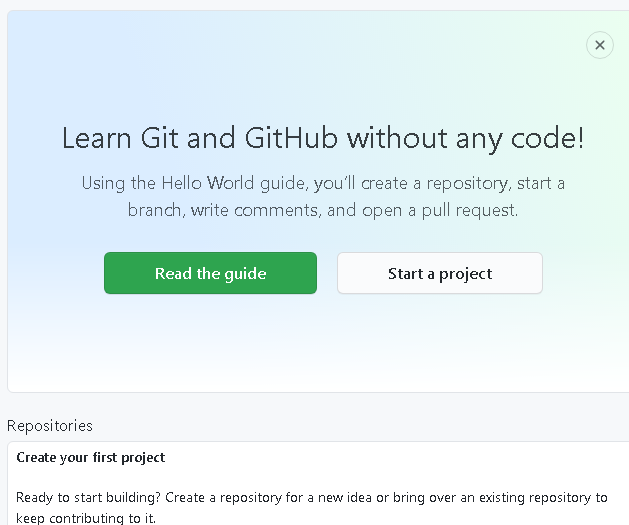 Learn Git and GitHub without any code!
Using the Hello World guide, you’ll create a repository, start a
branch, write comments, and open a pull request.
Read the guide
Start a project
Repositories
Create your first project
Ready to start building? Create a repository for a new idea or bring over an existing repository to
keep contributing to it.